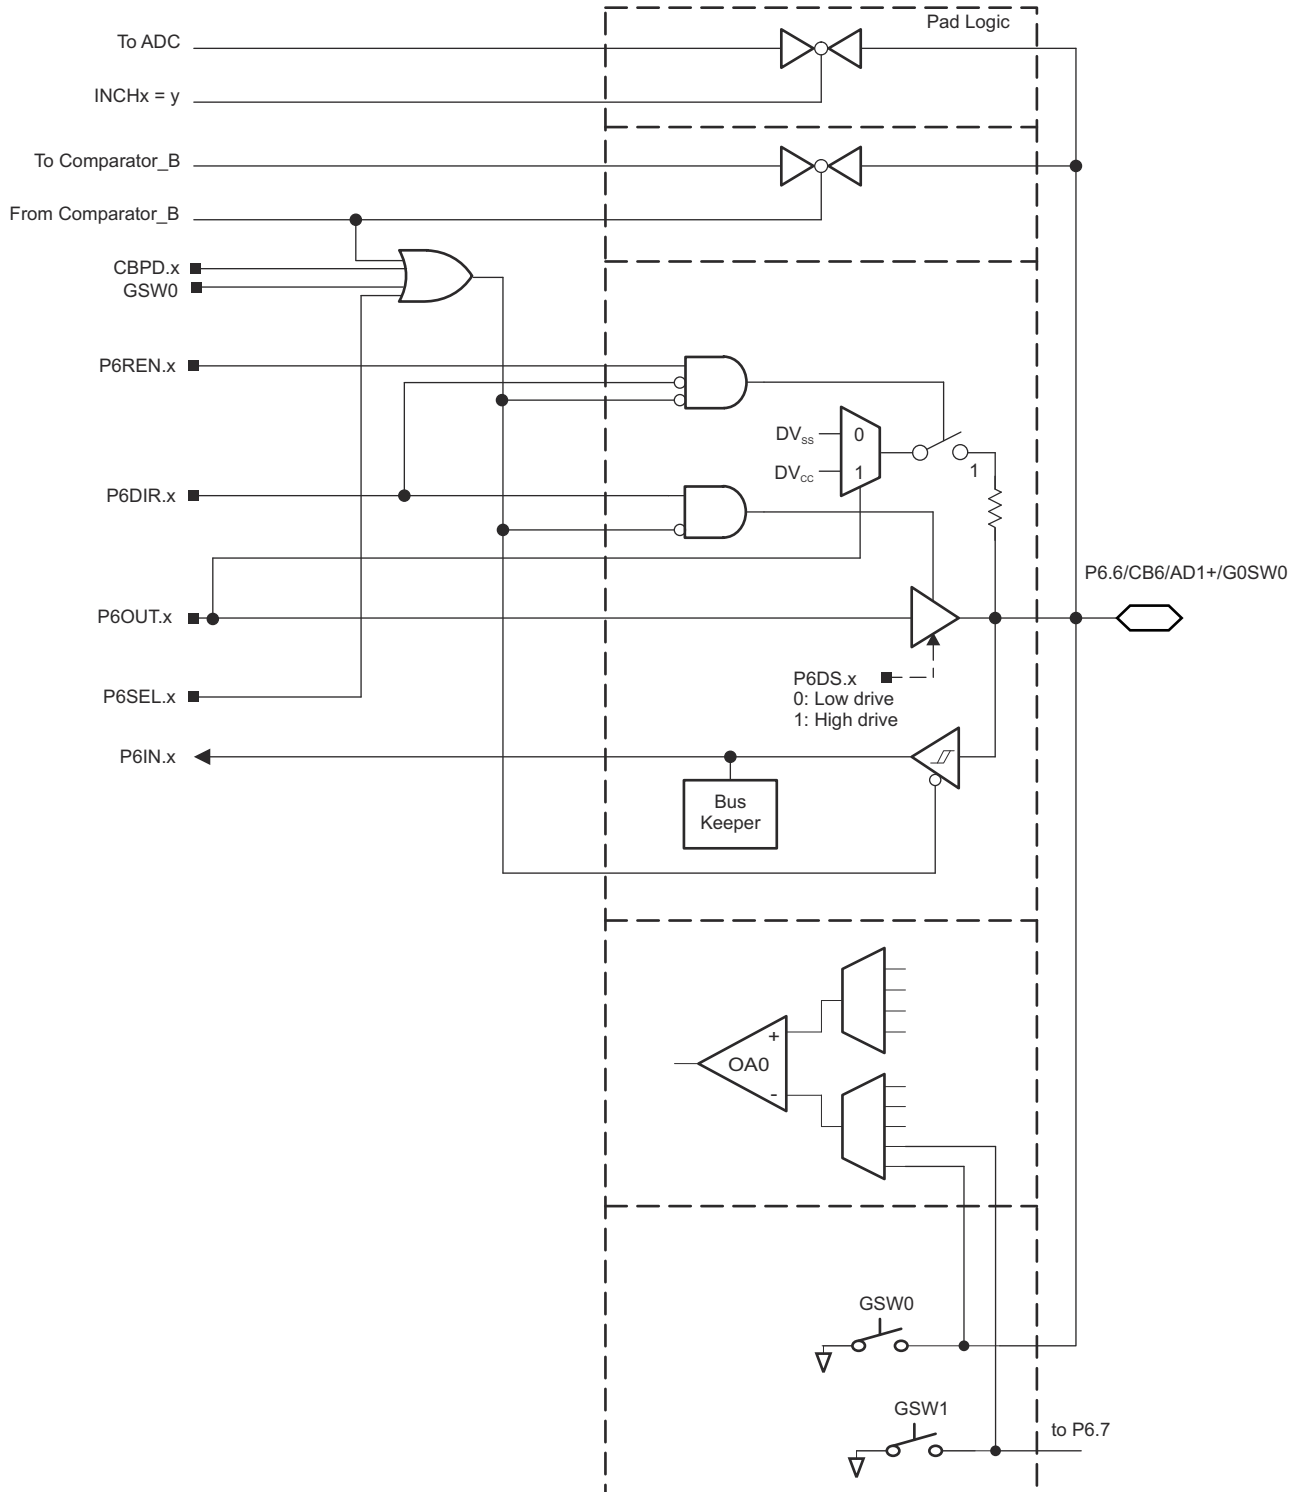 Pad Logic
To ADC
INCHx = y
To Comparator_B
From Comparator_B
CBPD.x
GSW0
P6REN.x
DVSS
0
DVCC
1
1
P6DIR.x
P6.6/CB6/AD1+/G0SW0
P6OUT.x
P6DS.x
0: Low drive
1: High drive
P6SEL.x
P6IN.x
Bus
Keeper
+
OA0
-
GSW0
GSW1
to P6.7